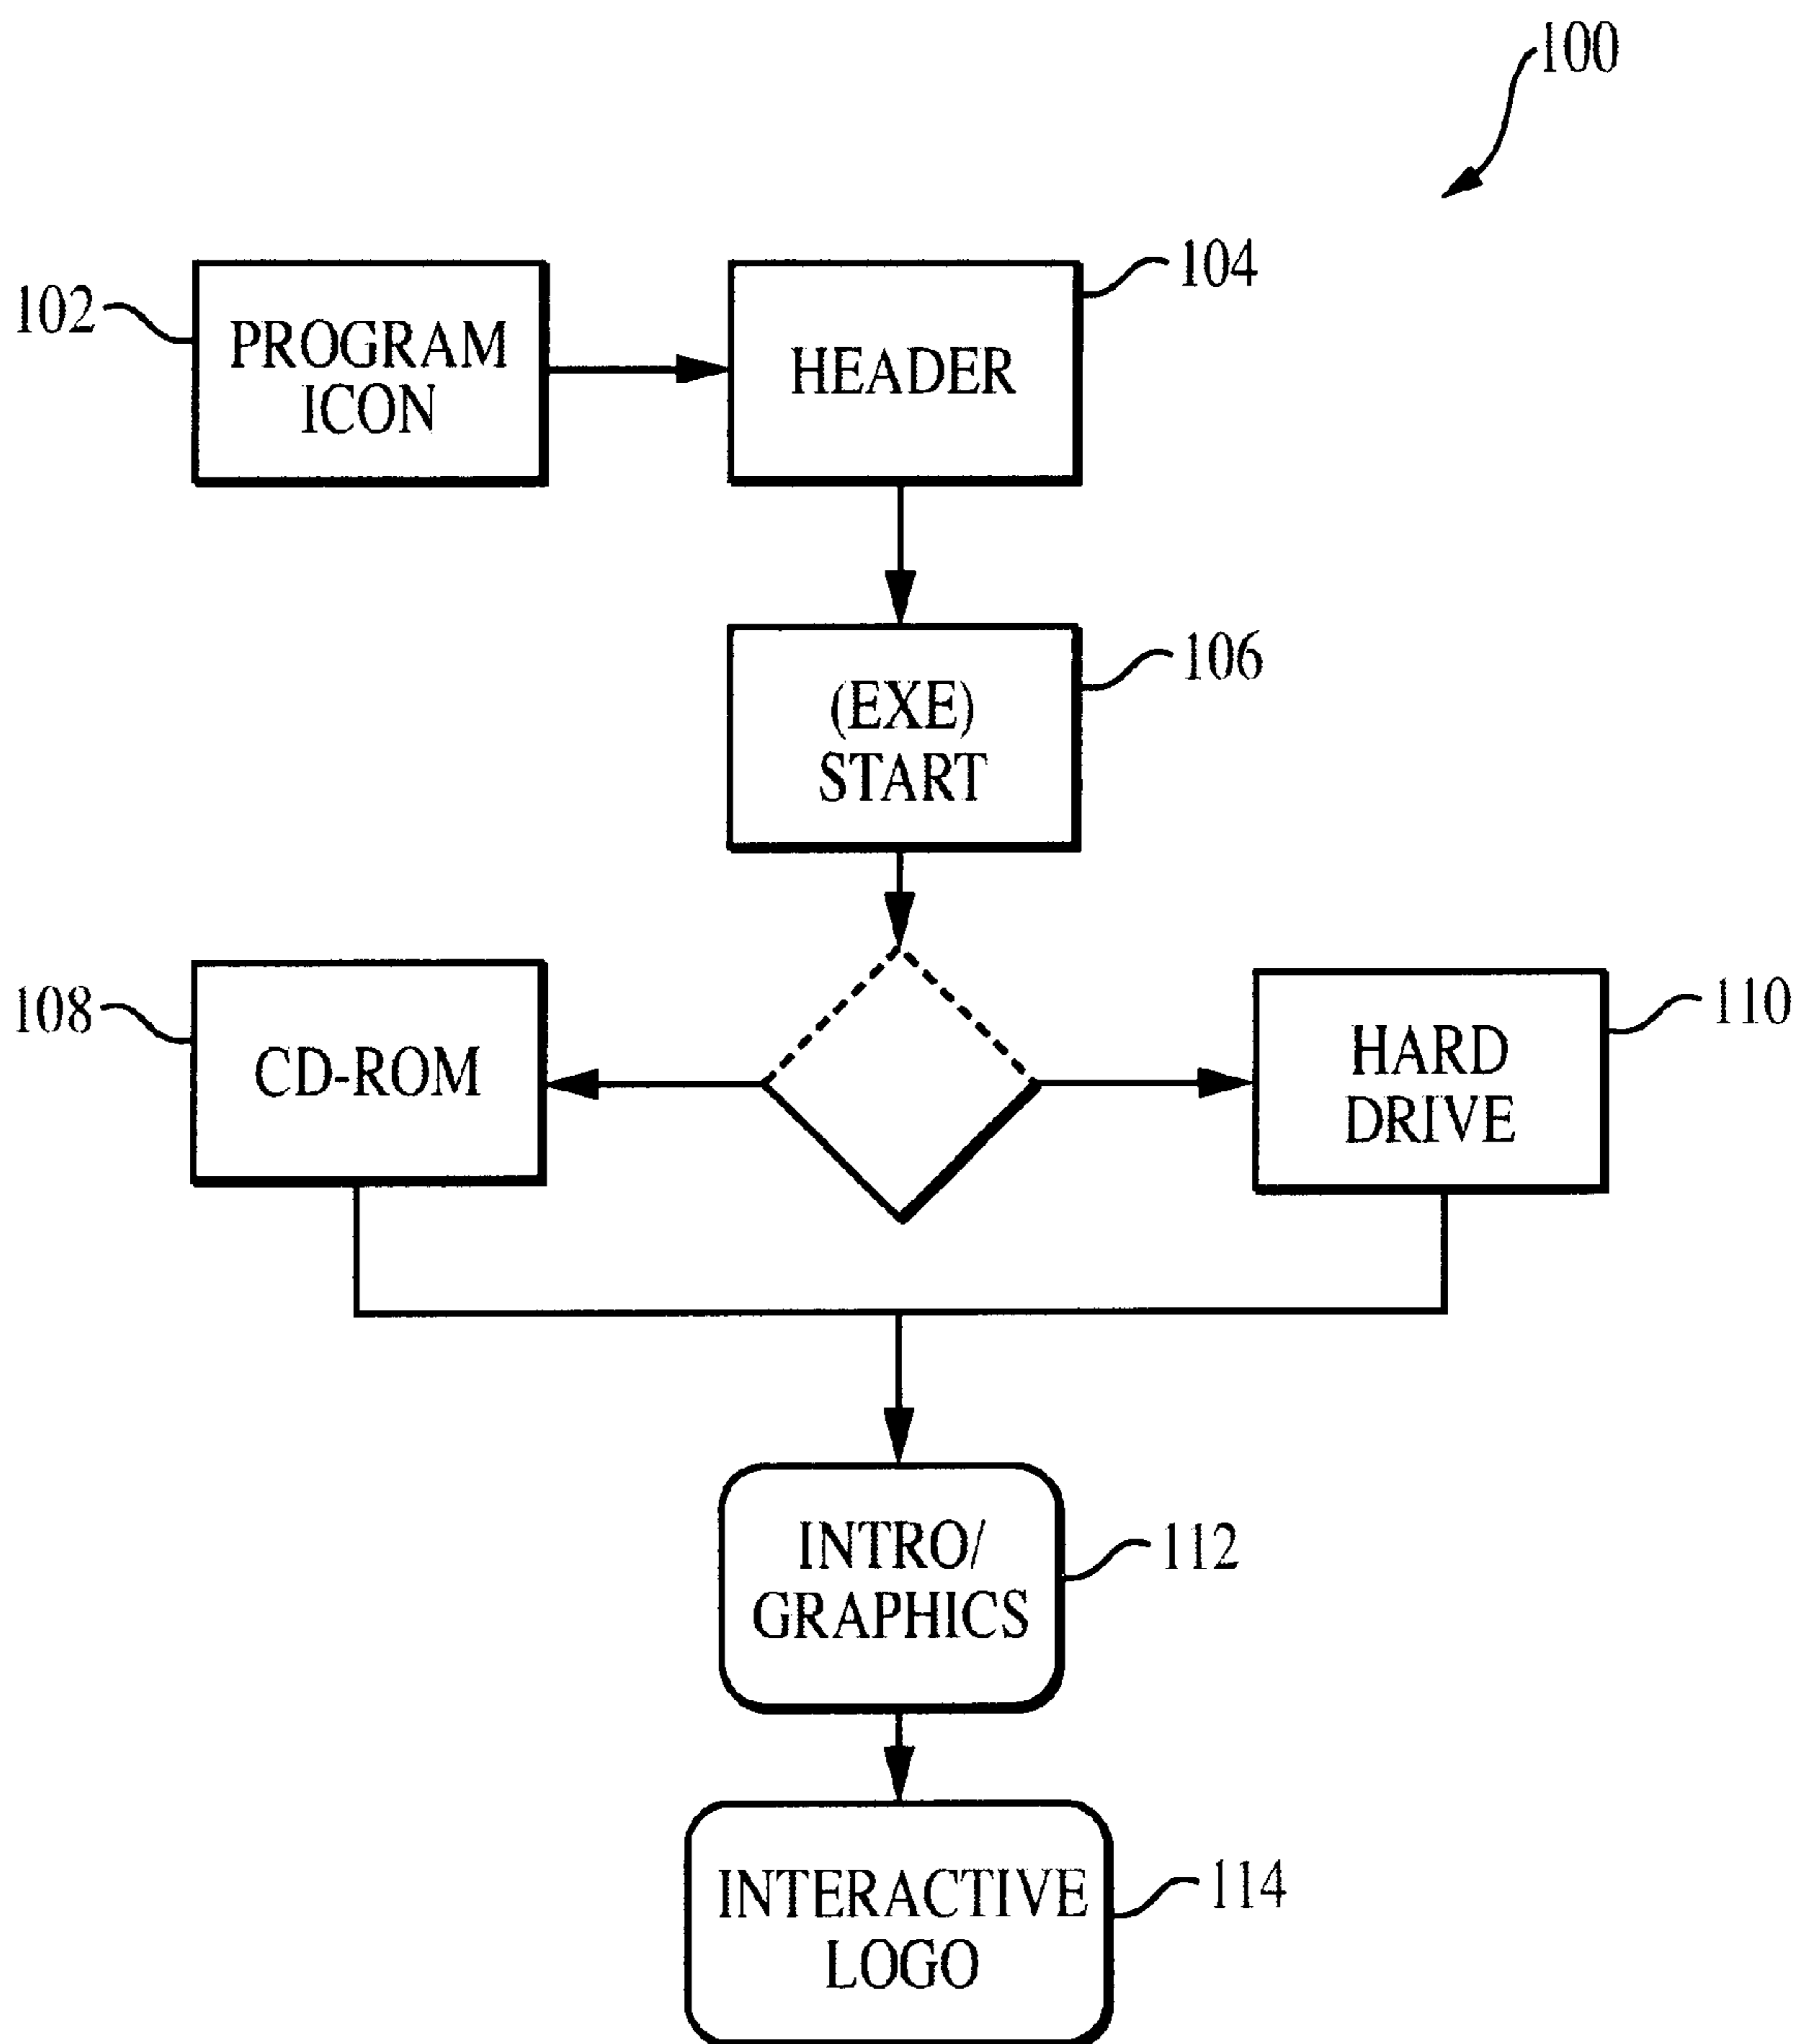 100
102
PROGRAM
ICON
104
HEADER
106
(EXE)
START
108
CD-ROM
110
HARD
DRIVE
112
INTRO/
GRAPHICS
114
INTERACTIVE
LOGO